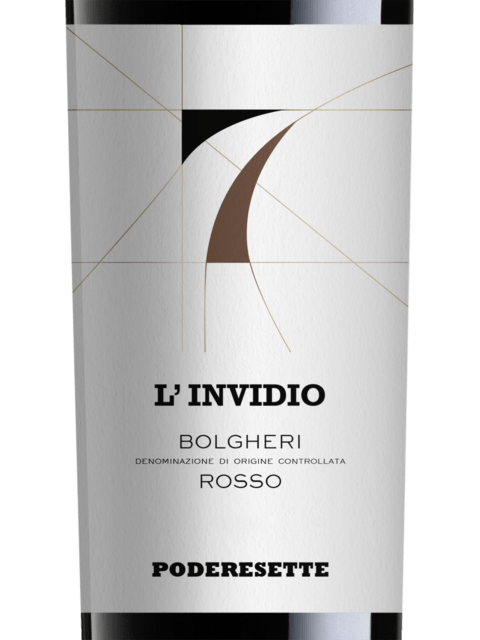 L' INVIDIO
BOLGHERI
DENOMINAZIONE DI ORIGINE CONTROLLATA
ROSSO
PODERESETTE